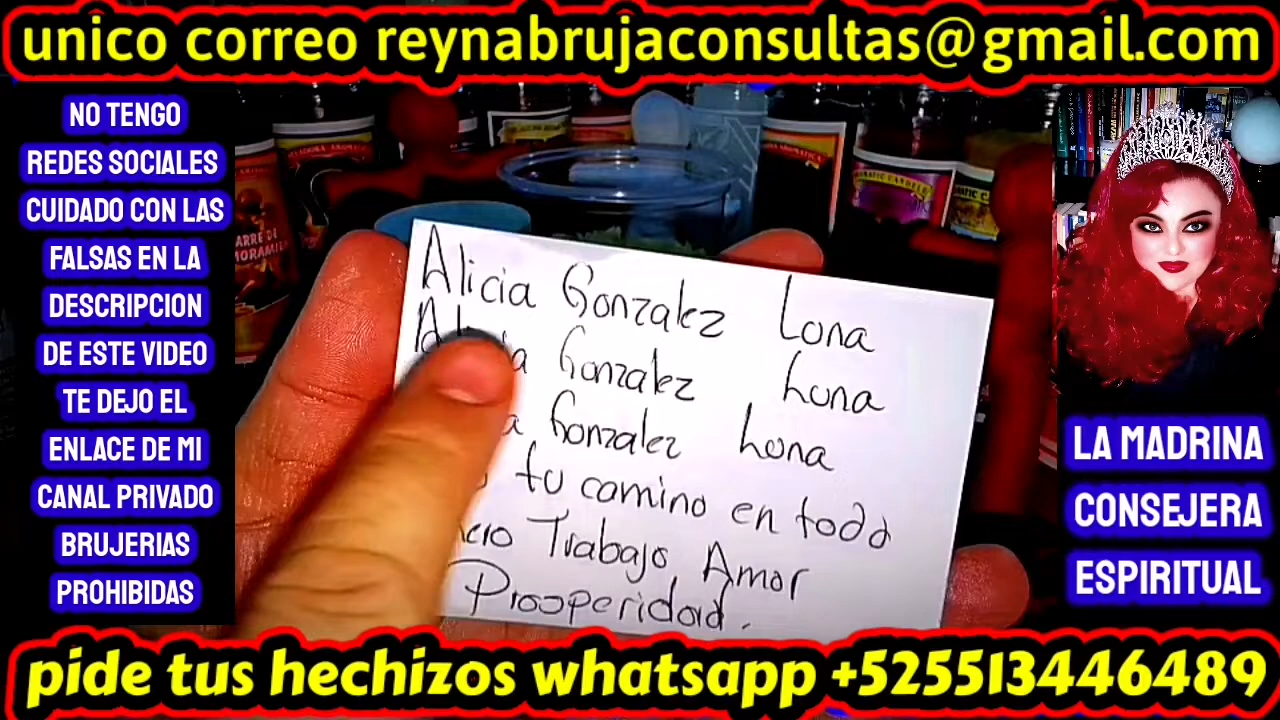 unico correo reynabrujaconsultas@gmail.com
NO TENGO
REDES SOCIALES
CUIDADO CON LAS
FALSAS EN LA
DESCRIPCION
DE ESTE VIDEO
TE DEJO EL
ENLACE DE MI
CANAL PRIVADO
BRUJERIAS
PROHIBIDAS
Alicia Gonzalez Lona
Gonzalez Luna
Gonzalez Luna
tu camino en todo
Trabajo Amor
Prosperidad.
LA MADRINA
CONSEJERA
ESPIRITUAL
pide tus hechizos whatsapp +525513446489